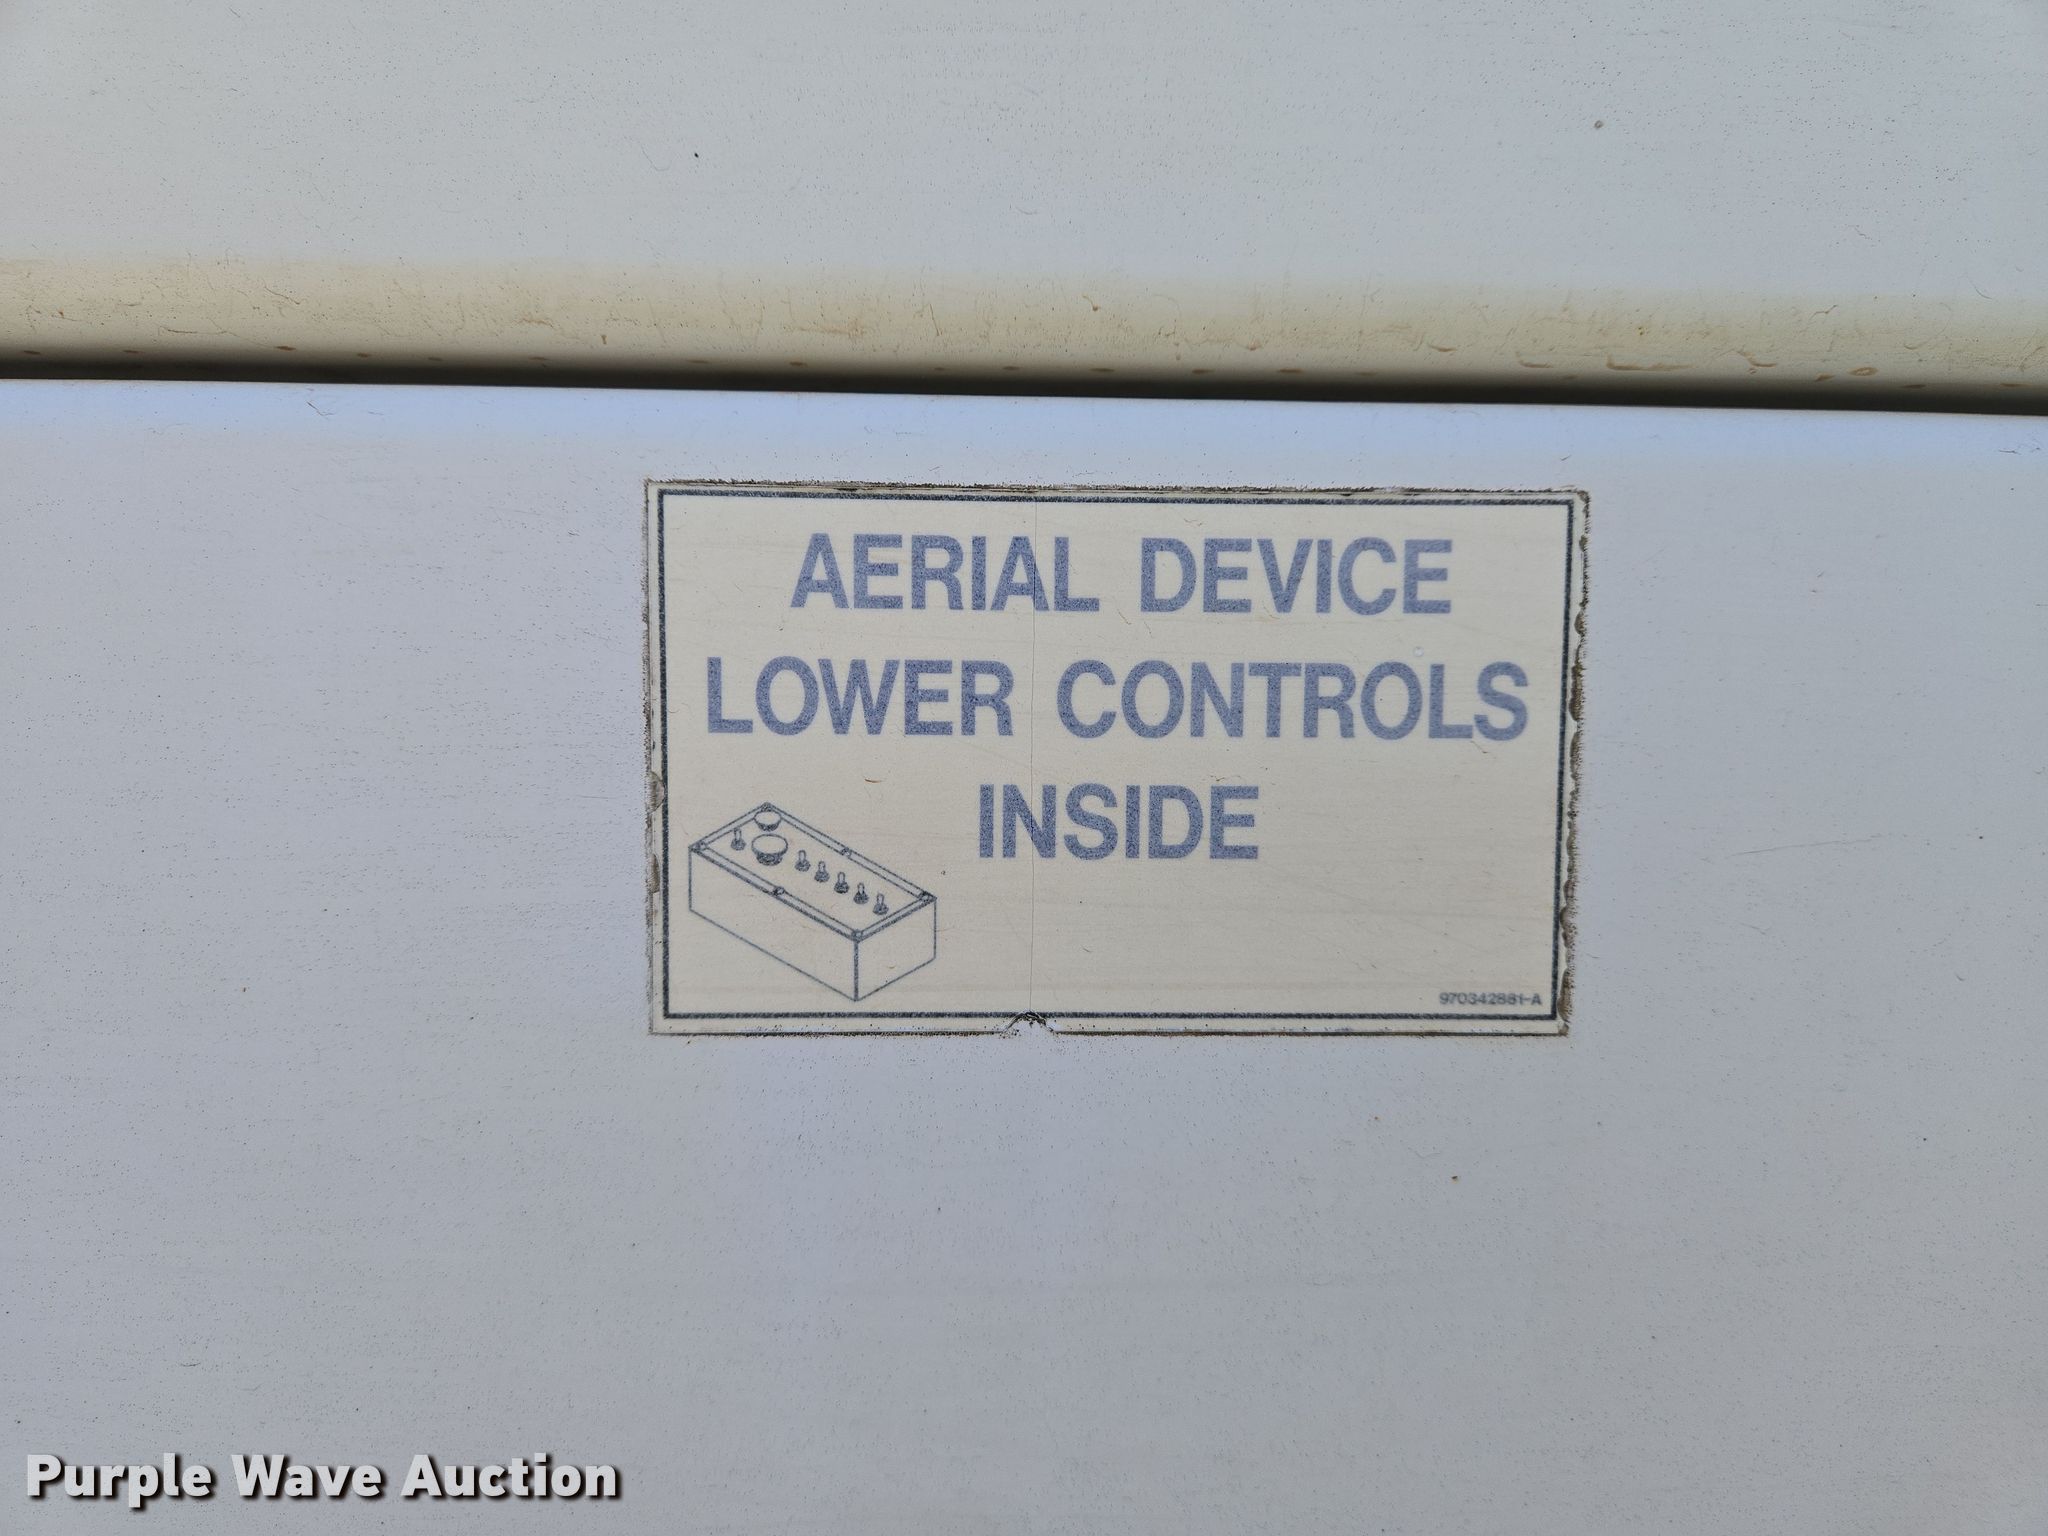 AERIAL DEVICE
LOWER CONTROLS
INSIDE
970342881-A
Purple Wave Auction